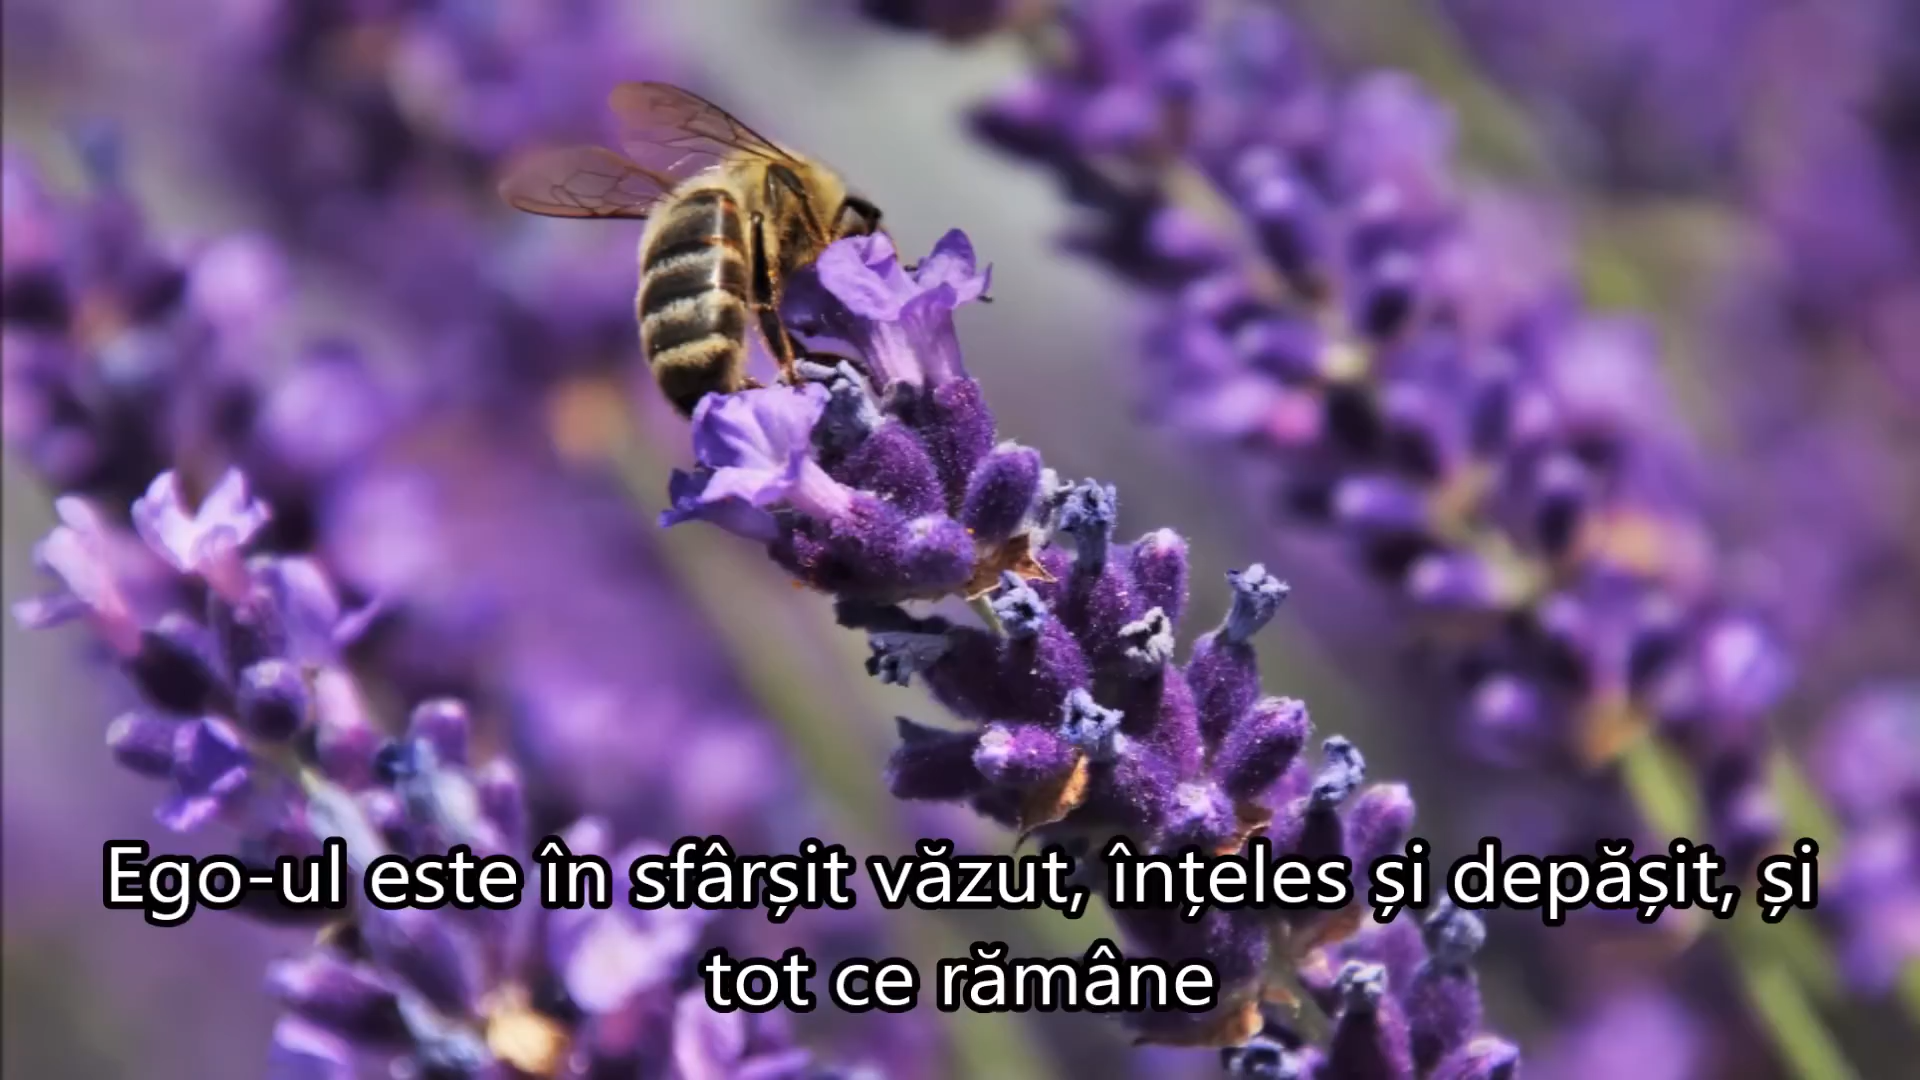 Ego-ul este în sfârșit văzut, înțeles și depășit, și
tot ce rămâne